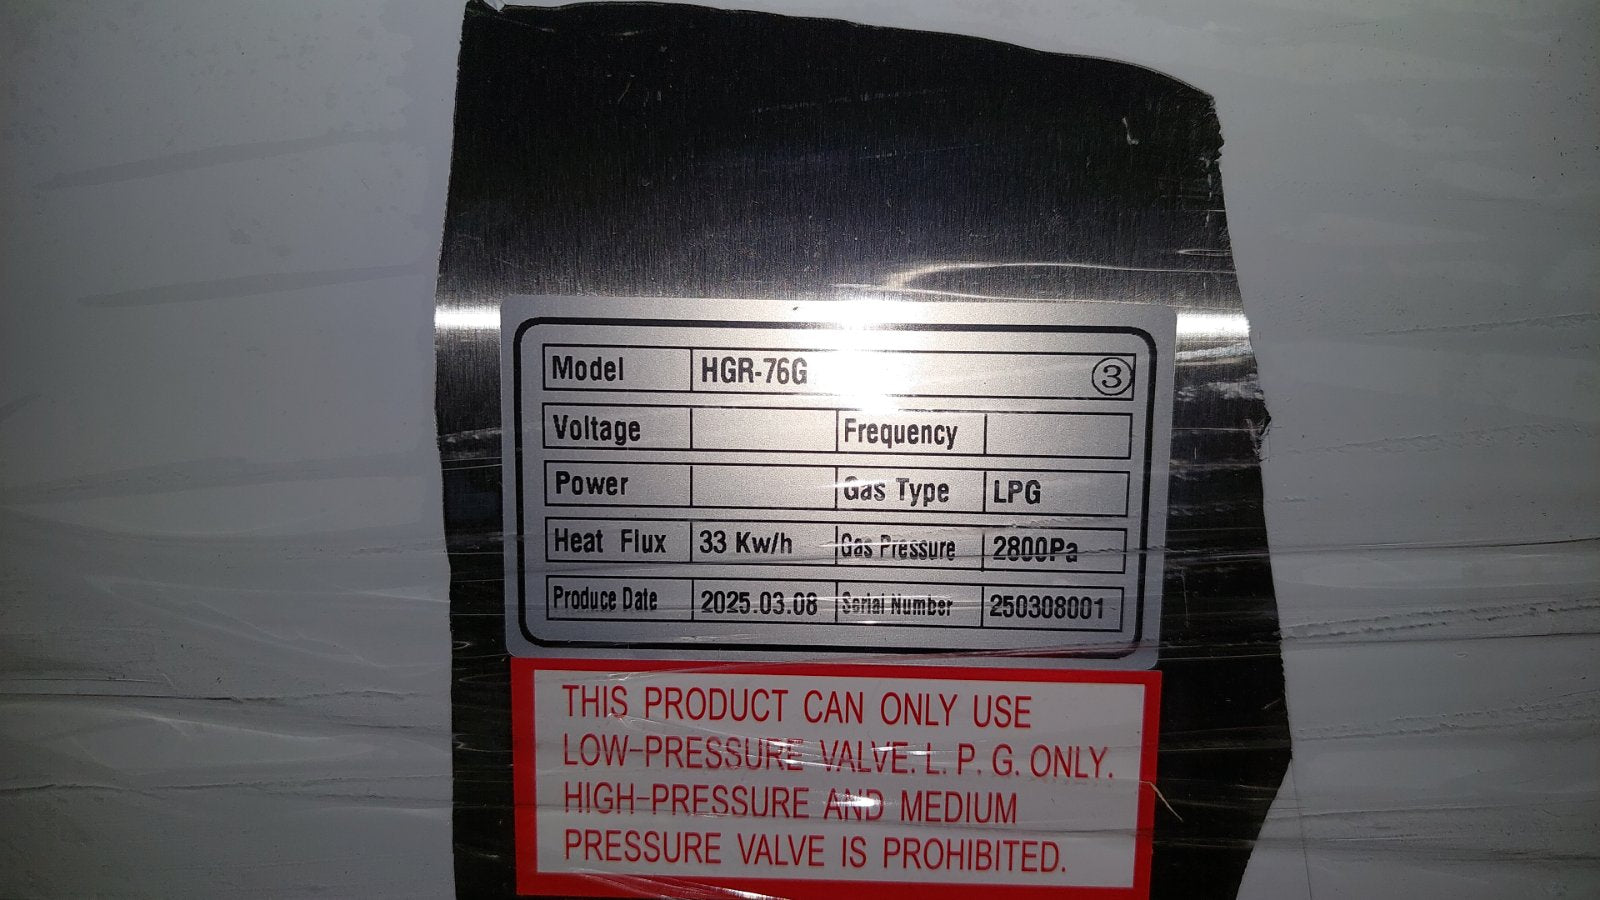 Model HGR-76G ③
Voltage Frequency
Power Gas Type LPG
Heat Flux 33 Kw/h Gas Pressure 2800Pa
Produce Date 2025.03.08 Serial Number 250308001
THIS PRODUCT CAN ONLY USE
LOW-PRESSURE VALVE. L. P. G. ONLY.
HIGH-PRESSURE AND MEDIUM
PRESSURE VALVE IS PROHIBITED.